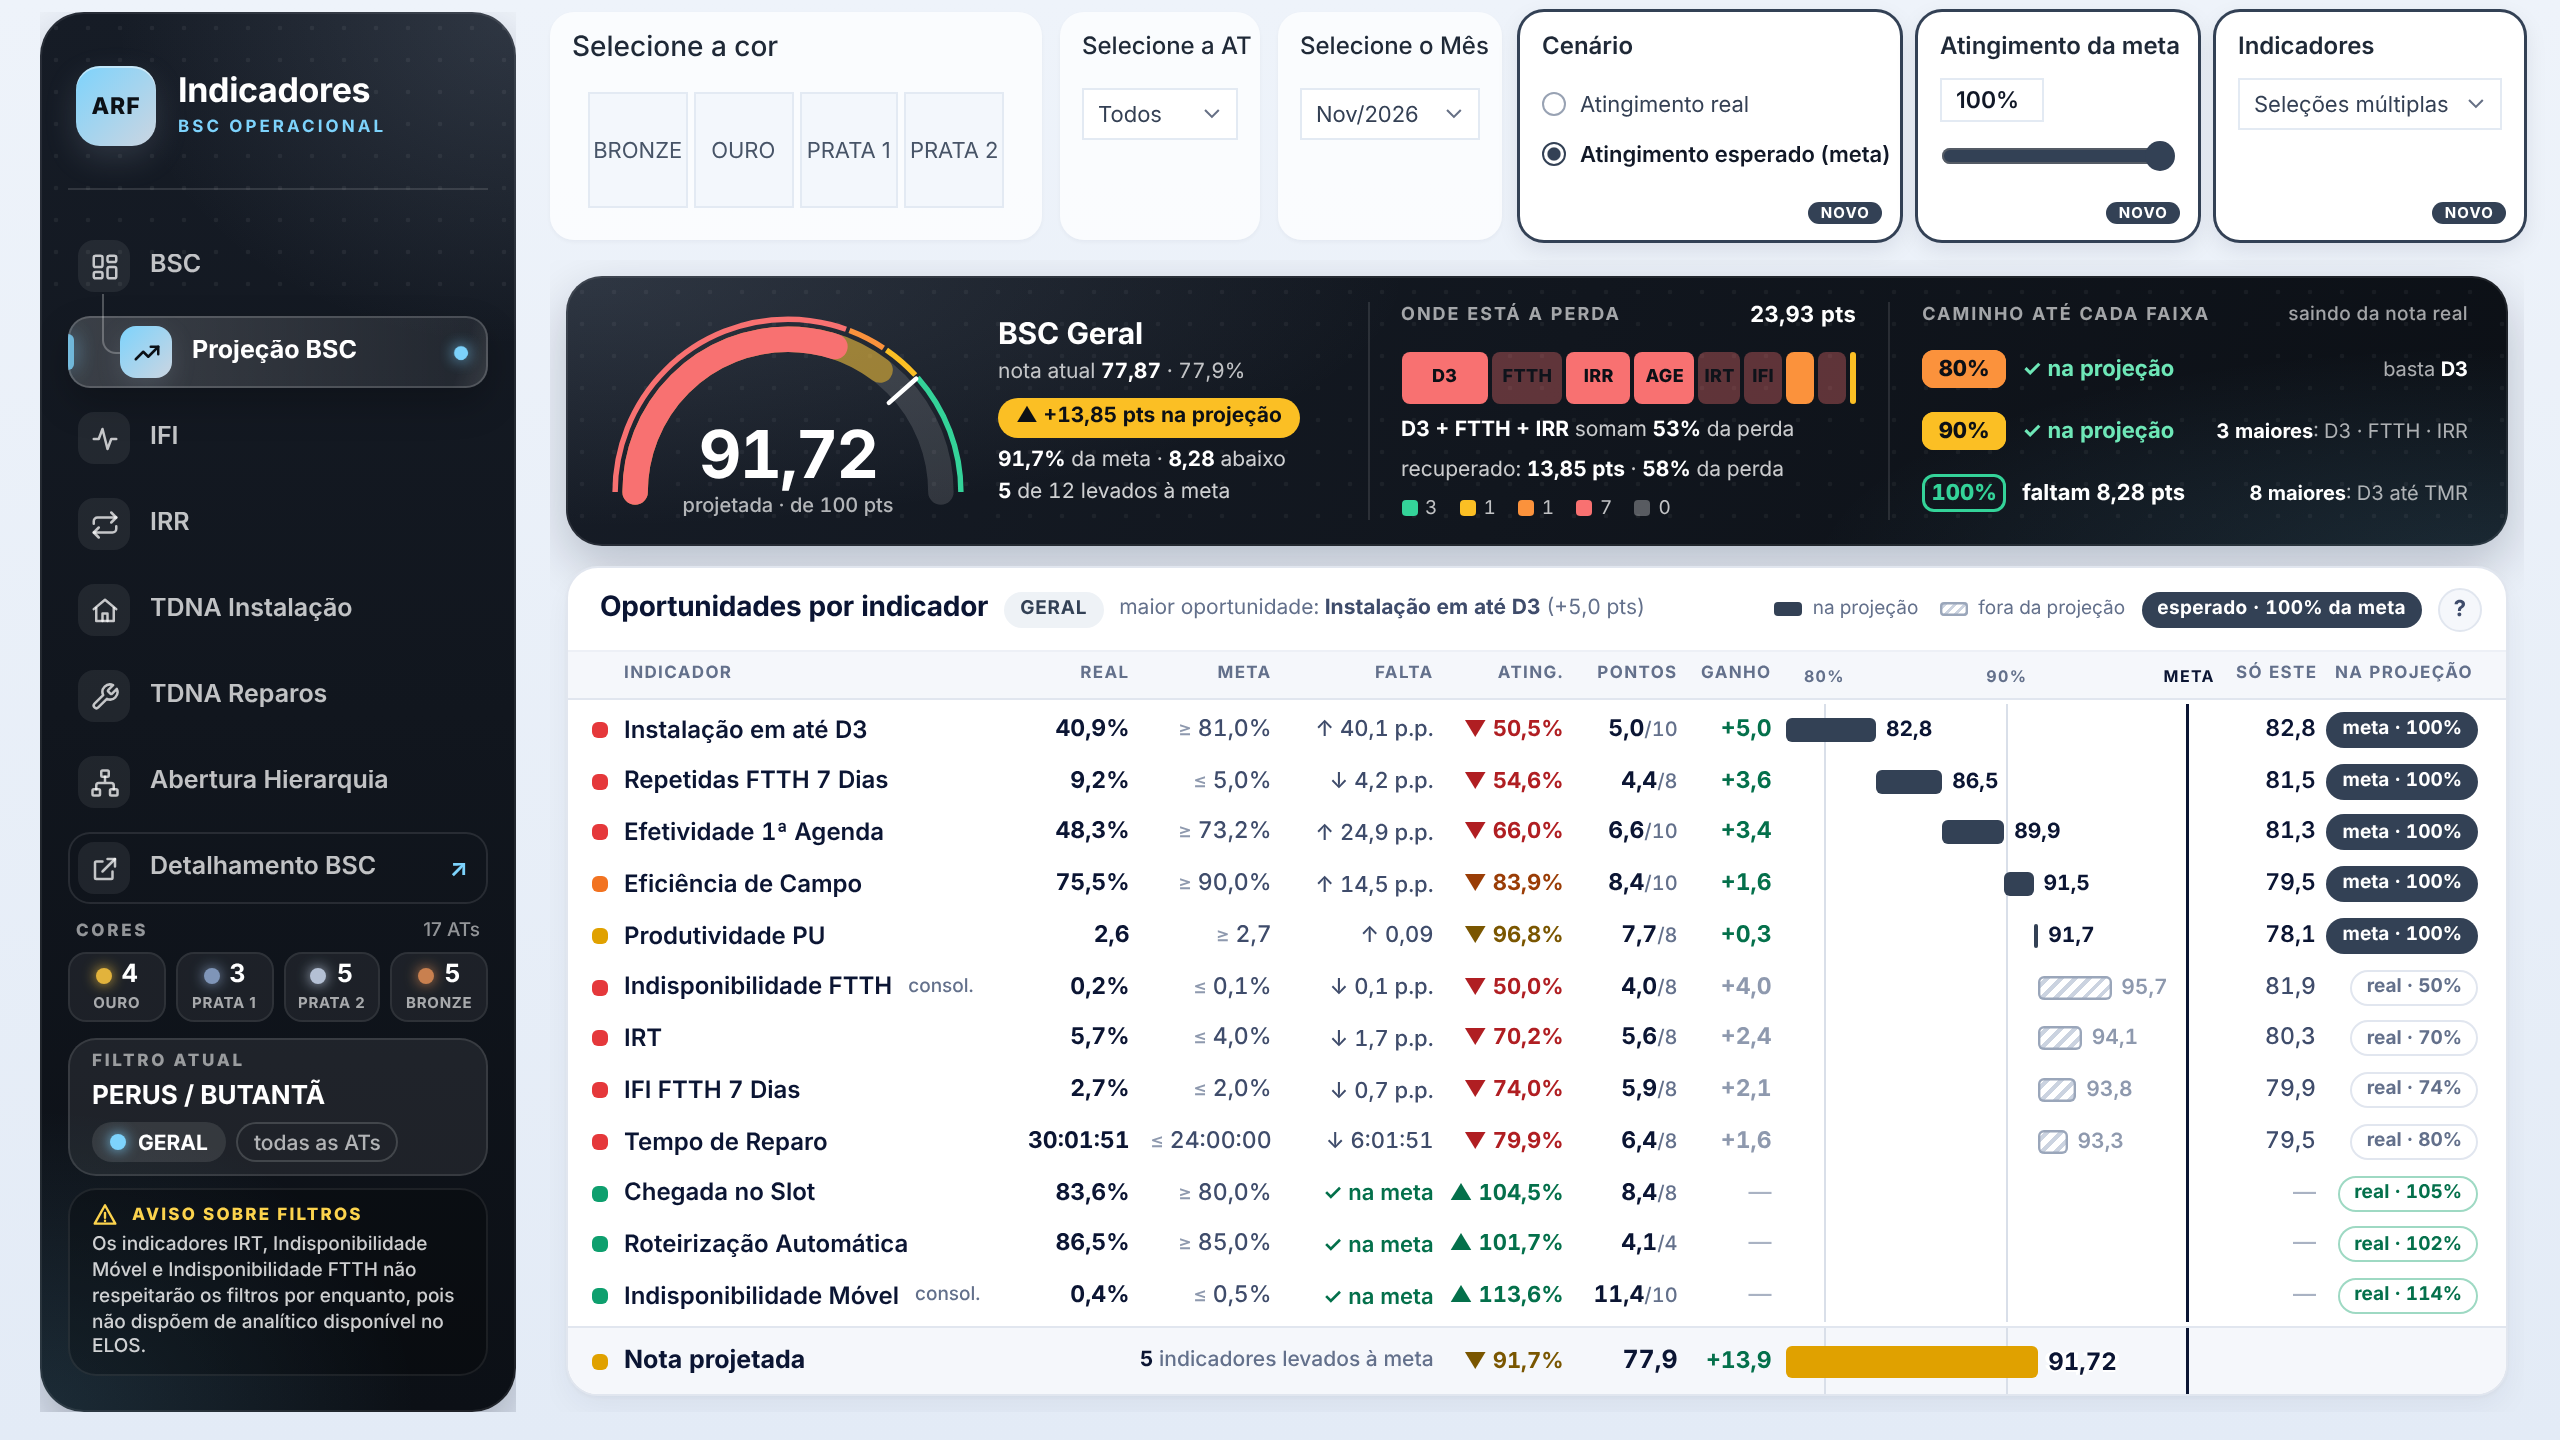 ARF
Indicadores
BSC OPERACIONAL
BSC
Projeção BSC
IFI
IRR
TDNA Instalação
TDNA Reparos
Abertura Hierarquia
Detalhamento BSC
CORES 17 ATs
4 3 5 5
OURO PRATA 1 PRATA 2 BRONZE
FILTRO ATUAL
PERUS / BUTANTÃ
GERAL todas as ATs
AVISO SOBRE FILTROS
Os indicadores IRT, Indisponibilidade
Móvel e Indisponibilidade FTTH não
respeitarão os filtros por enquanto, pois
não dispõem de analítico disponível no
ELOS.
Selecione a cor
BRONZE OURO PRATA 1 PRATA 2
Selecione a AT
Todos
Selecione o Mês
Nov/2026
Cenário
Atingimento real
Atingimento esperado (meta)
NOVO
Atingimento da meta
100%
NOVO
Indicadores
Seleções múltiplas
NOVO
91,72
projetada · de 100 pts
BSC Geral
nota atual 77,87 · 77,9%
▲ +13,85 pts na projeção
91,7% da meta · 8,28 abaixo
5 de 12 levados à meta
ONDE ESTÁ A PERDA 23,93 pts
D3 FTTH IRR AGE IRT IFI
D3 + FTTH + IRR somam 53% da perda
recuperado: 13,85 pts · 58% da perda
3 1 1 7 0
CAMINHO ATÉ CADA FAIXA saindo da nota real
80% ✓ na projeção basta D3
90% ✓ na projeção 3 maiores: D3 · FTTH · IRR
100% faltam 8,28 pts 8 maiores: D3 até TMR
Oportunidades por indicador GERAL maior oportunidade: Instalação em até D3 (+5,0 pts) na projeção fora da projeção esperado · 100% da meta ?
INDICADOR REAL META FALTA ATING. PONTOS GANHO 80% 90% META SÓ ESTE NA PROJEÇÃO
Instalação em até D3 40,9% ≥ 81,0% ↑ 40,1 p.p. ▼ 50,5% 5,0/10 +5,0 82,8 82,8 meta · 100%
Repetidas FTTH 7 Dias 9,2% ≤ 5,0% ↓ 4,2 p.p. ▼ 54,6% 4,4/8 +3,6 86,5 81,5 meta · 100%
Efetividade 1ª Agenda 48,3% ≥ 73,2% ↑ 24,9 p.p. ▼ 66,0% 6,6/10 +3,4 89,9 81,3 meta · 100%
Eficiência de Campo 75,5% ≥ 90,0% ↑ 14,5 p.p. ▼ 83,9% 8,4/10 +1,6 91,5 79,5 meta · 100%
Produtividade PU 2,6 ≥ 2,7 ↑ 0,09 ▼ 96,8% 7,7/8 +0,3 91,7 78,1 meta · 100%
Indisponibilidade FTTH consol. 0,2% ≤ 0,1% ↓ 0,1 p.p. ▼ 50,0% 4,0/8 +4,0 95,7 81,9 real · 50%
IRT 5,7% ≤ 4,0% ↓ 1,7 p.p. ▼ 70,2% 5,6/8 +2,4 94,1 80,3 real · 70%
IFI FTTH 7 Dias 2,7% ≤ 2,0% ↓ 0,7 p.p. ▼ 74,0% 5,9/8 +2,1 93,8 79,9 real · 74%
Tempo de Reparo 30:01:51 ≤ 24:00:00 ↓ 6:01:51 ▼ 79,9% 6,4/8 +1,6 93,3 79,5 real · 80%
Chegada no Slot 83,6% ≥ 80,0% ✓ na meta ▲ 104,5% 8,4/8 — — real · 105%
Roteirização Automática 86,5% ≥ 85,0% ✓ na meta ▲ 101,7% 4,1/4 — — real · 102%
Indisponibilidade Móvel consol. 0,4% ≤ 0,5% ✓ na meta ▲ 113,6% 11,4/10 — — real · 114%
Nota projetada 5 indicadores levados à meta ▼ 91,7% 77,9 +13,9 91,72